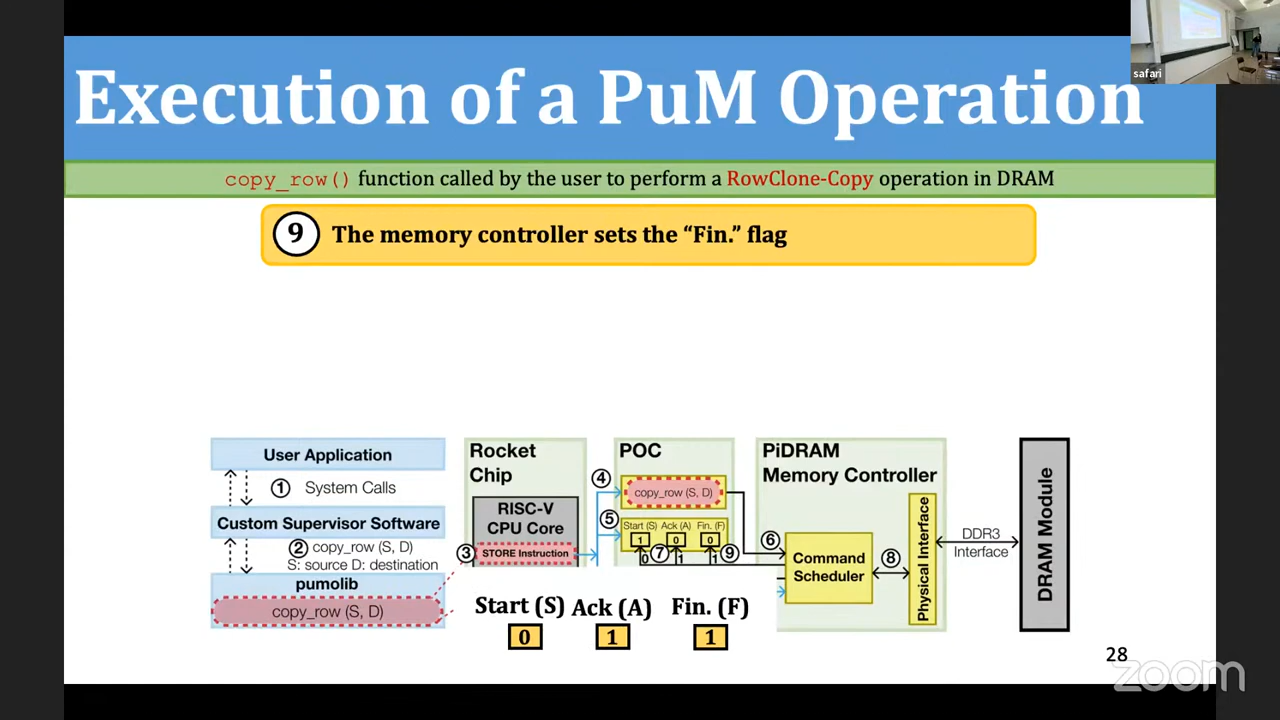 safari
Execution of a PuM Operation
copy_row() function called by the user to perform a RowClone-Copy operation in DRAM
9 The memory controller sets the “Fin.” flag
User Application
1 System Calls
Custom Supervisor Software
2 copy_row (S, D)
S: source D: destination
pumolib
copy_row (S, D)
Rocket
Chip
RISC-V
CPU Core
3 STORE Instruction
POC
4 copy_row (S, D)
5 Start (S) Ack (A) Fin. (F)
1 0 0
0 7 1 1 9
PiDRAM
Memory Controller
6
Command
Scheduler
8
Physical Interface
DDR3
Interface
DRAM Module
Start (S) Ack (A) Fin. (F)
0 1 1
28
zoom